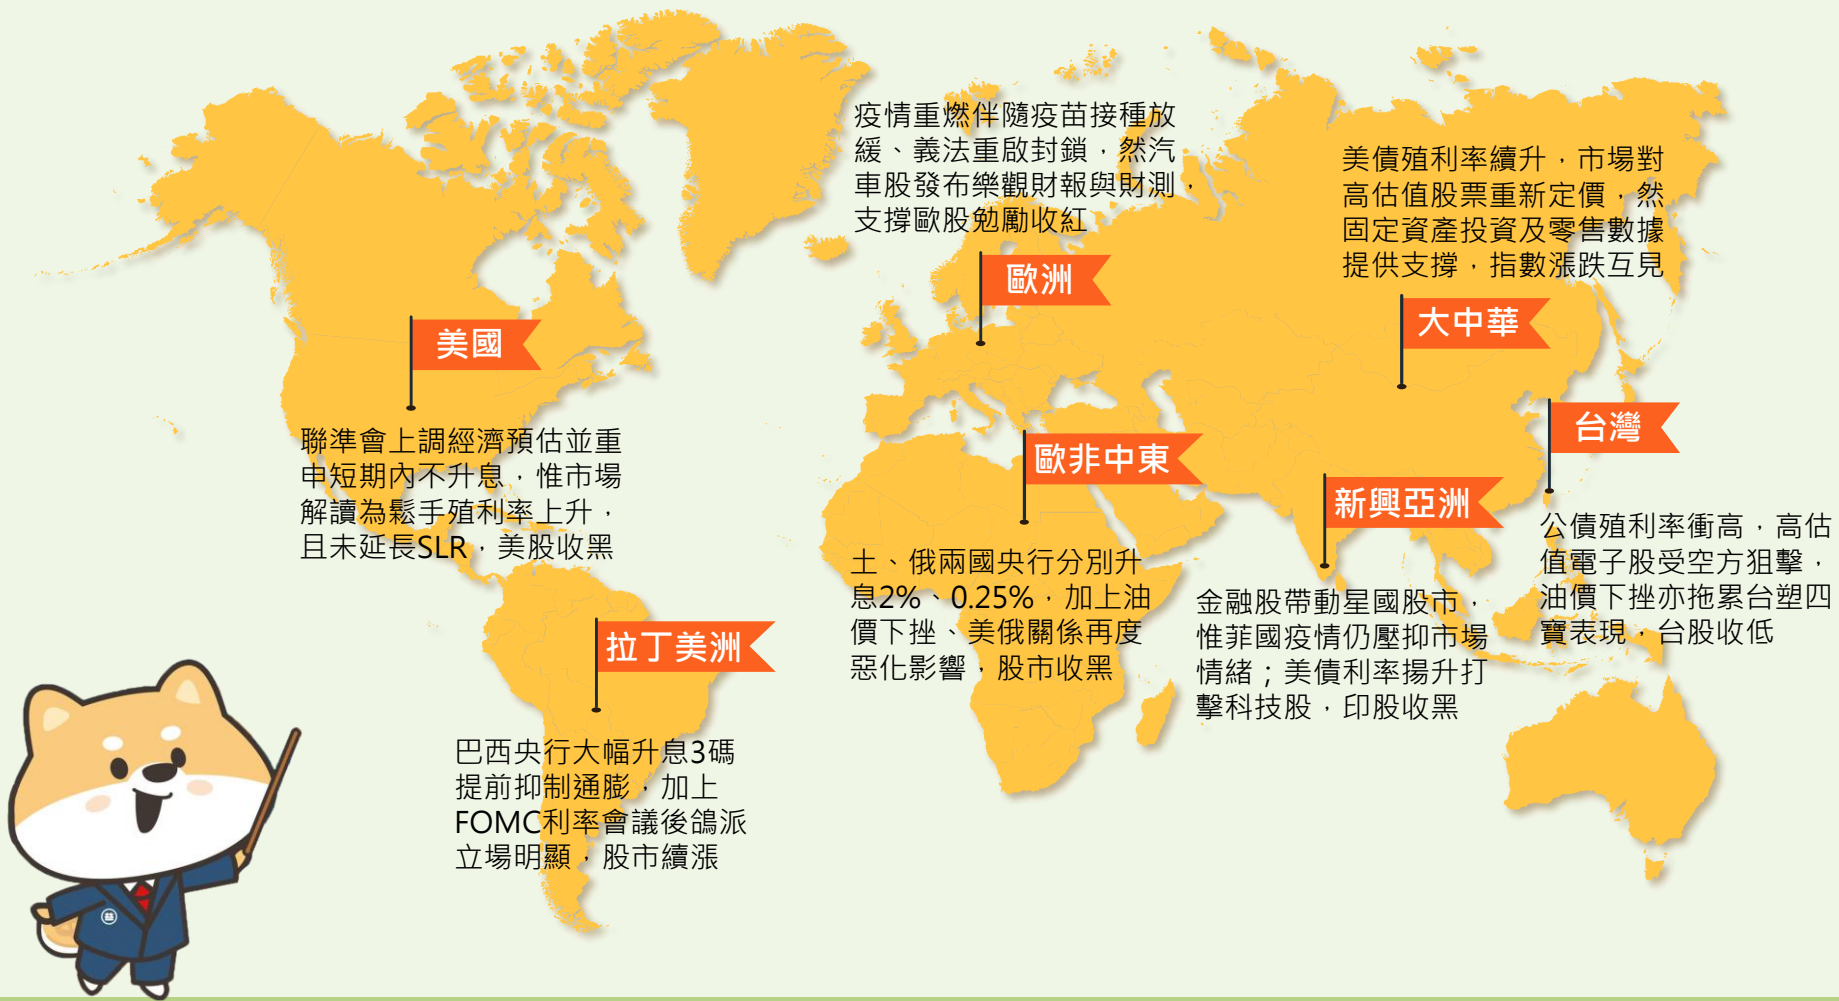 疫情重燃伴隨疫苗接種放
緩、義法重啟封鎖，然汽
車股發布樂觀財報與財測，
支撐歐股勉勵收紅
歐洲
美債殖利率續升，市場對
高估值股票重新定價，然
固定資產投資及零售數據
提供支撐，指數漲跌互見
大中華
美國
聯準會上調經濟預估並重
申短期內不升息，惟市場
解讀為鬆手殖利率上升，
且未延長SLR，美股收黑
歐非中東
土、俄兩國央行分別升
息2%、0.25%，加上油
價下挫、美俄關係再度
惡化影響，股市收黑
新興亞洲
金融股帶動星國股市，
惟菲國疫情仍壓抑市場
情緒；美債利率揚升打
擊科技股，印股收黑
台灣
公債殖利率衝高，高估
值電子股受空方狙擊，
油價下挫亦拖累台塑四
寶表現，台股收低
拉丁美洲
巴西央行大幅升息3碼
提前抑制通膨，加上
FOMC利率會議後鴿派
立場明顯，股市續漲